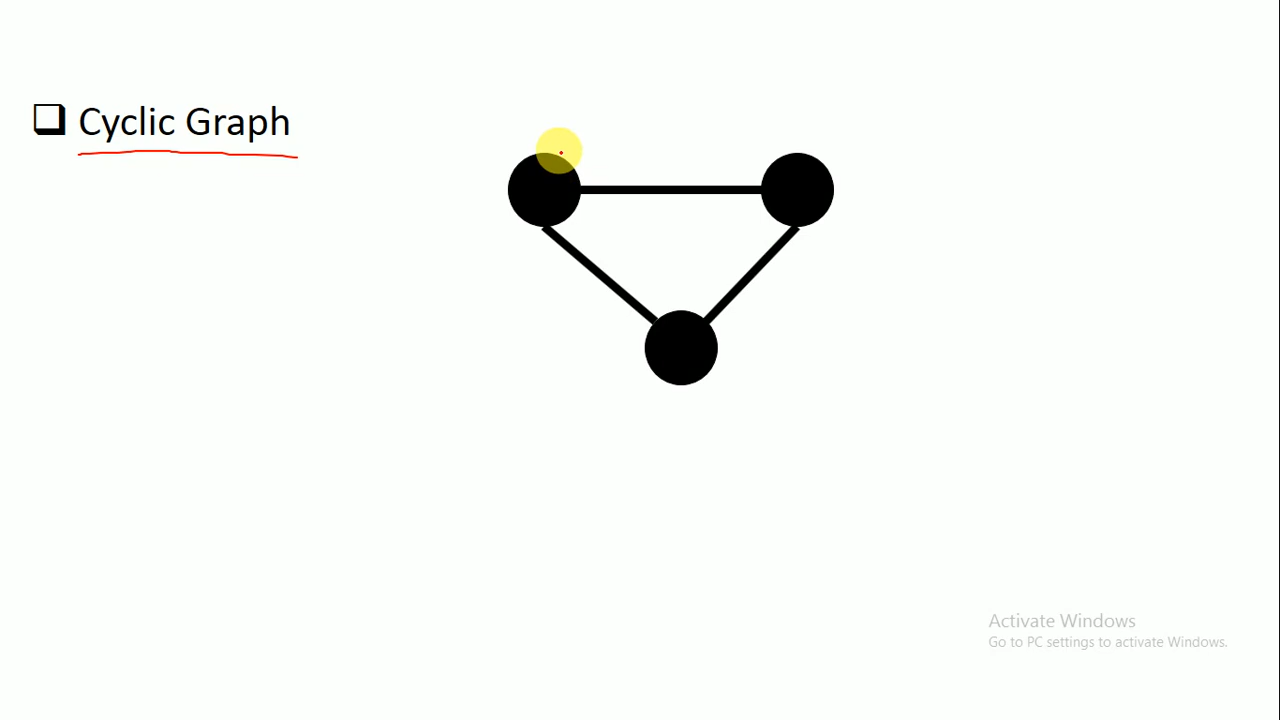 Cyclic Graph
Activate Windows
Go to PC settings to activate Windows.